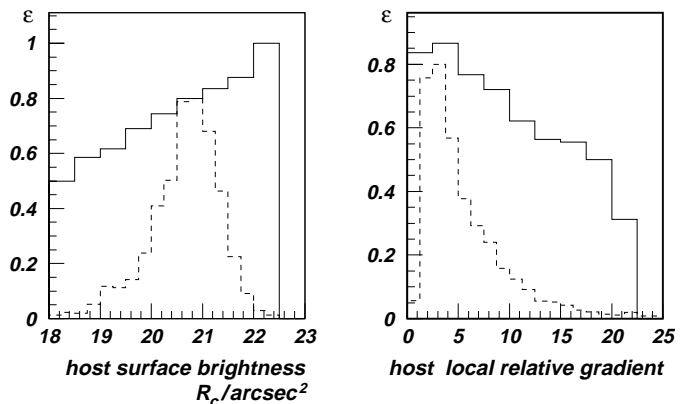 ε
1
0.8
0.6
0.4
0.2
0
18 19 20 21 22 23
host surface brightness
R_c/arcsec^2
ε
0.8
0.6
0.4
0.2
0
0 5 10 15 20 25
host local relative gradient